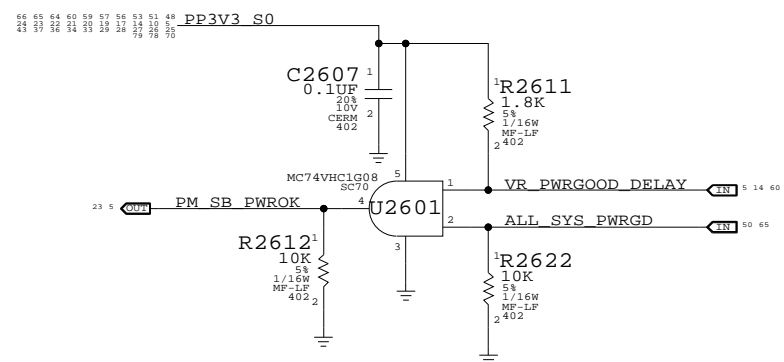 66 65 64 60 59 57 56 53 51 48
24 23 22 21 20 19 17 14 10 5
43 37 36 34 33 29 28 27 26 25
79 78 70
PP3V3_S0
C2607 1
0.1UF
20%
10V
CERM
402
2
1 R2611
1.8K
5%
1/16W
MF-LF
2 402
MC74VHC1G08
SC70
5
1
VR_PWRGOOD_DELAY
IN
5 14 60
23 5
OUT
PM_SB_PWROK
4
U2601
2
ALL_SYS_PWRGD
IN
50 65
3
R2612 1
10K
5%
1/16W
MF-LF
402 2
1 R2622
10K
5%
1/16W
MF-LF
2 402